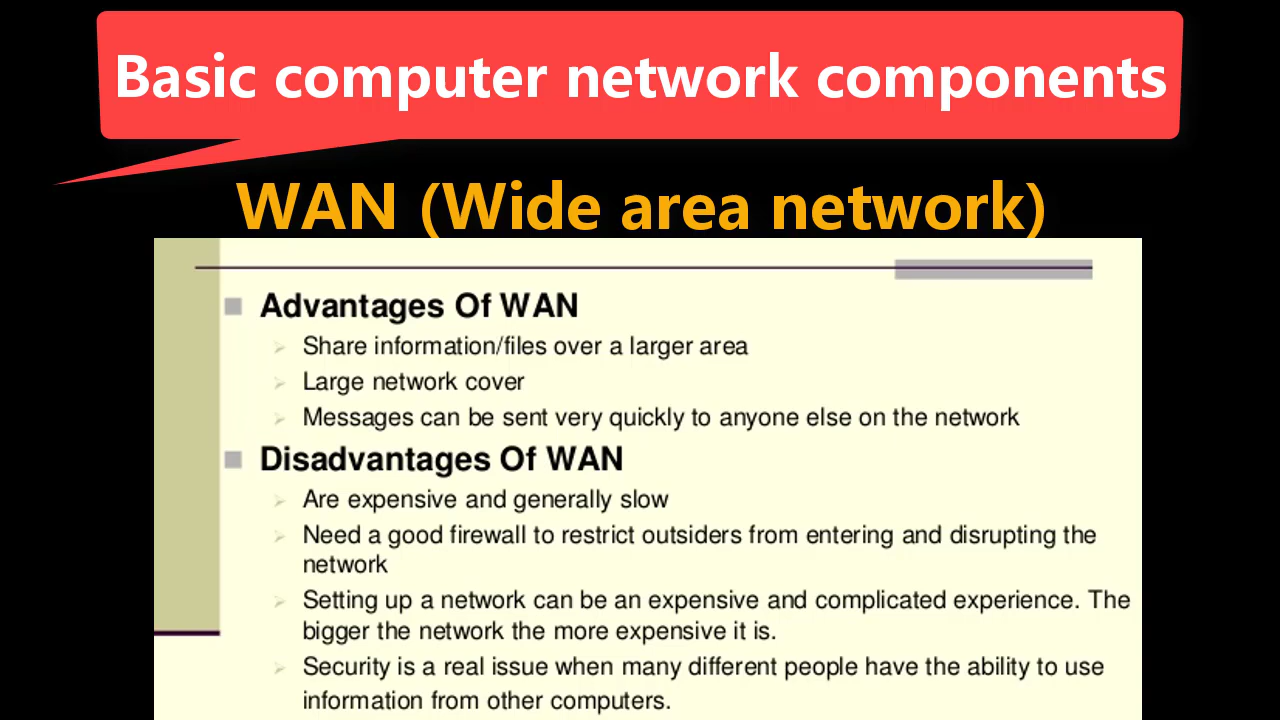 Basic computer network components
WAN (Wide area network)
Advantages Of WAN
Share information/files over a larger area
Large network cover
Messages can be sent very quickly to anyone else on the network
Disadvantages Of WAN
Are expensive and generally slow
Need a good firewall to restrict outsiders from entering and disrupting the
network
Setting up a network can be an expensive and complicated experience. The
bigger the network the more expensive it is.
Security is a real issue when many different people have the ability to use
information from other computers.